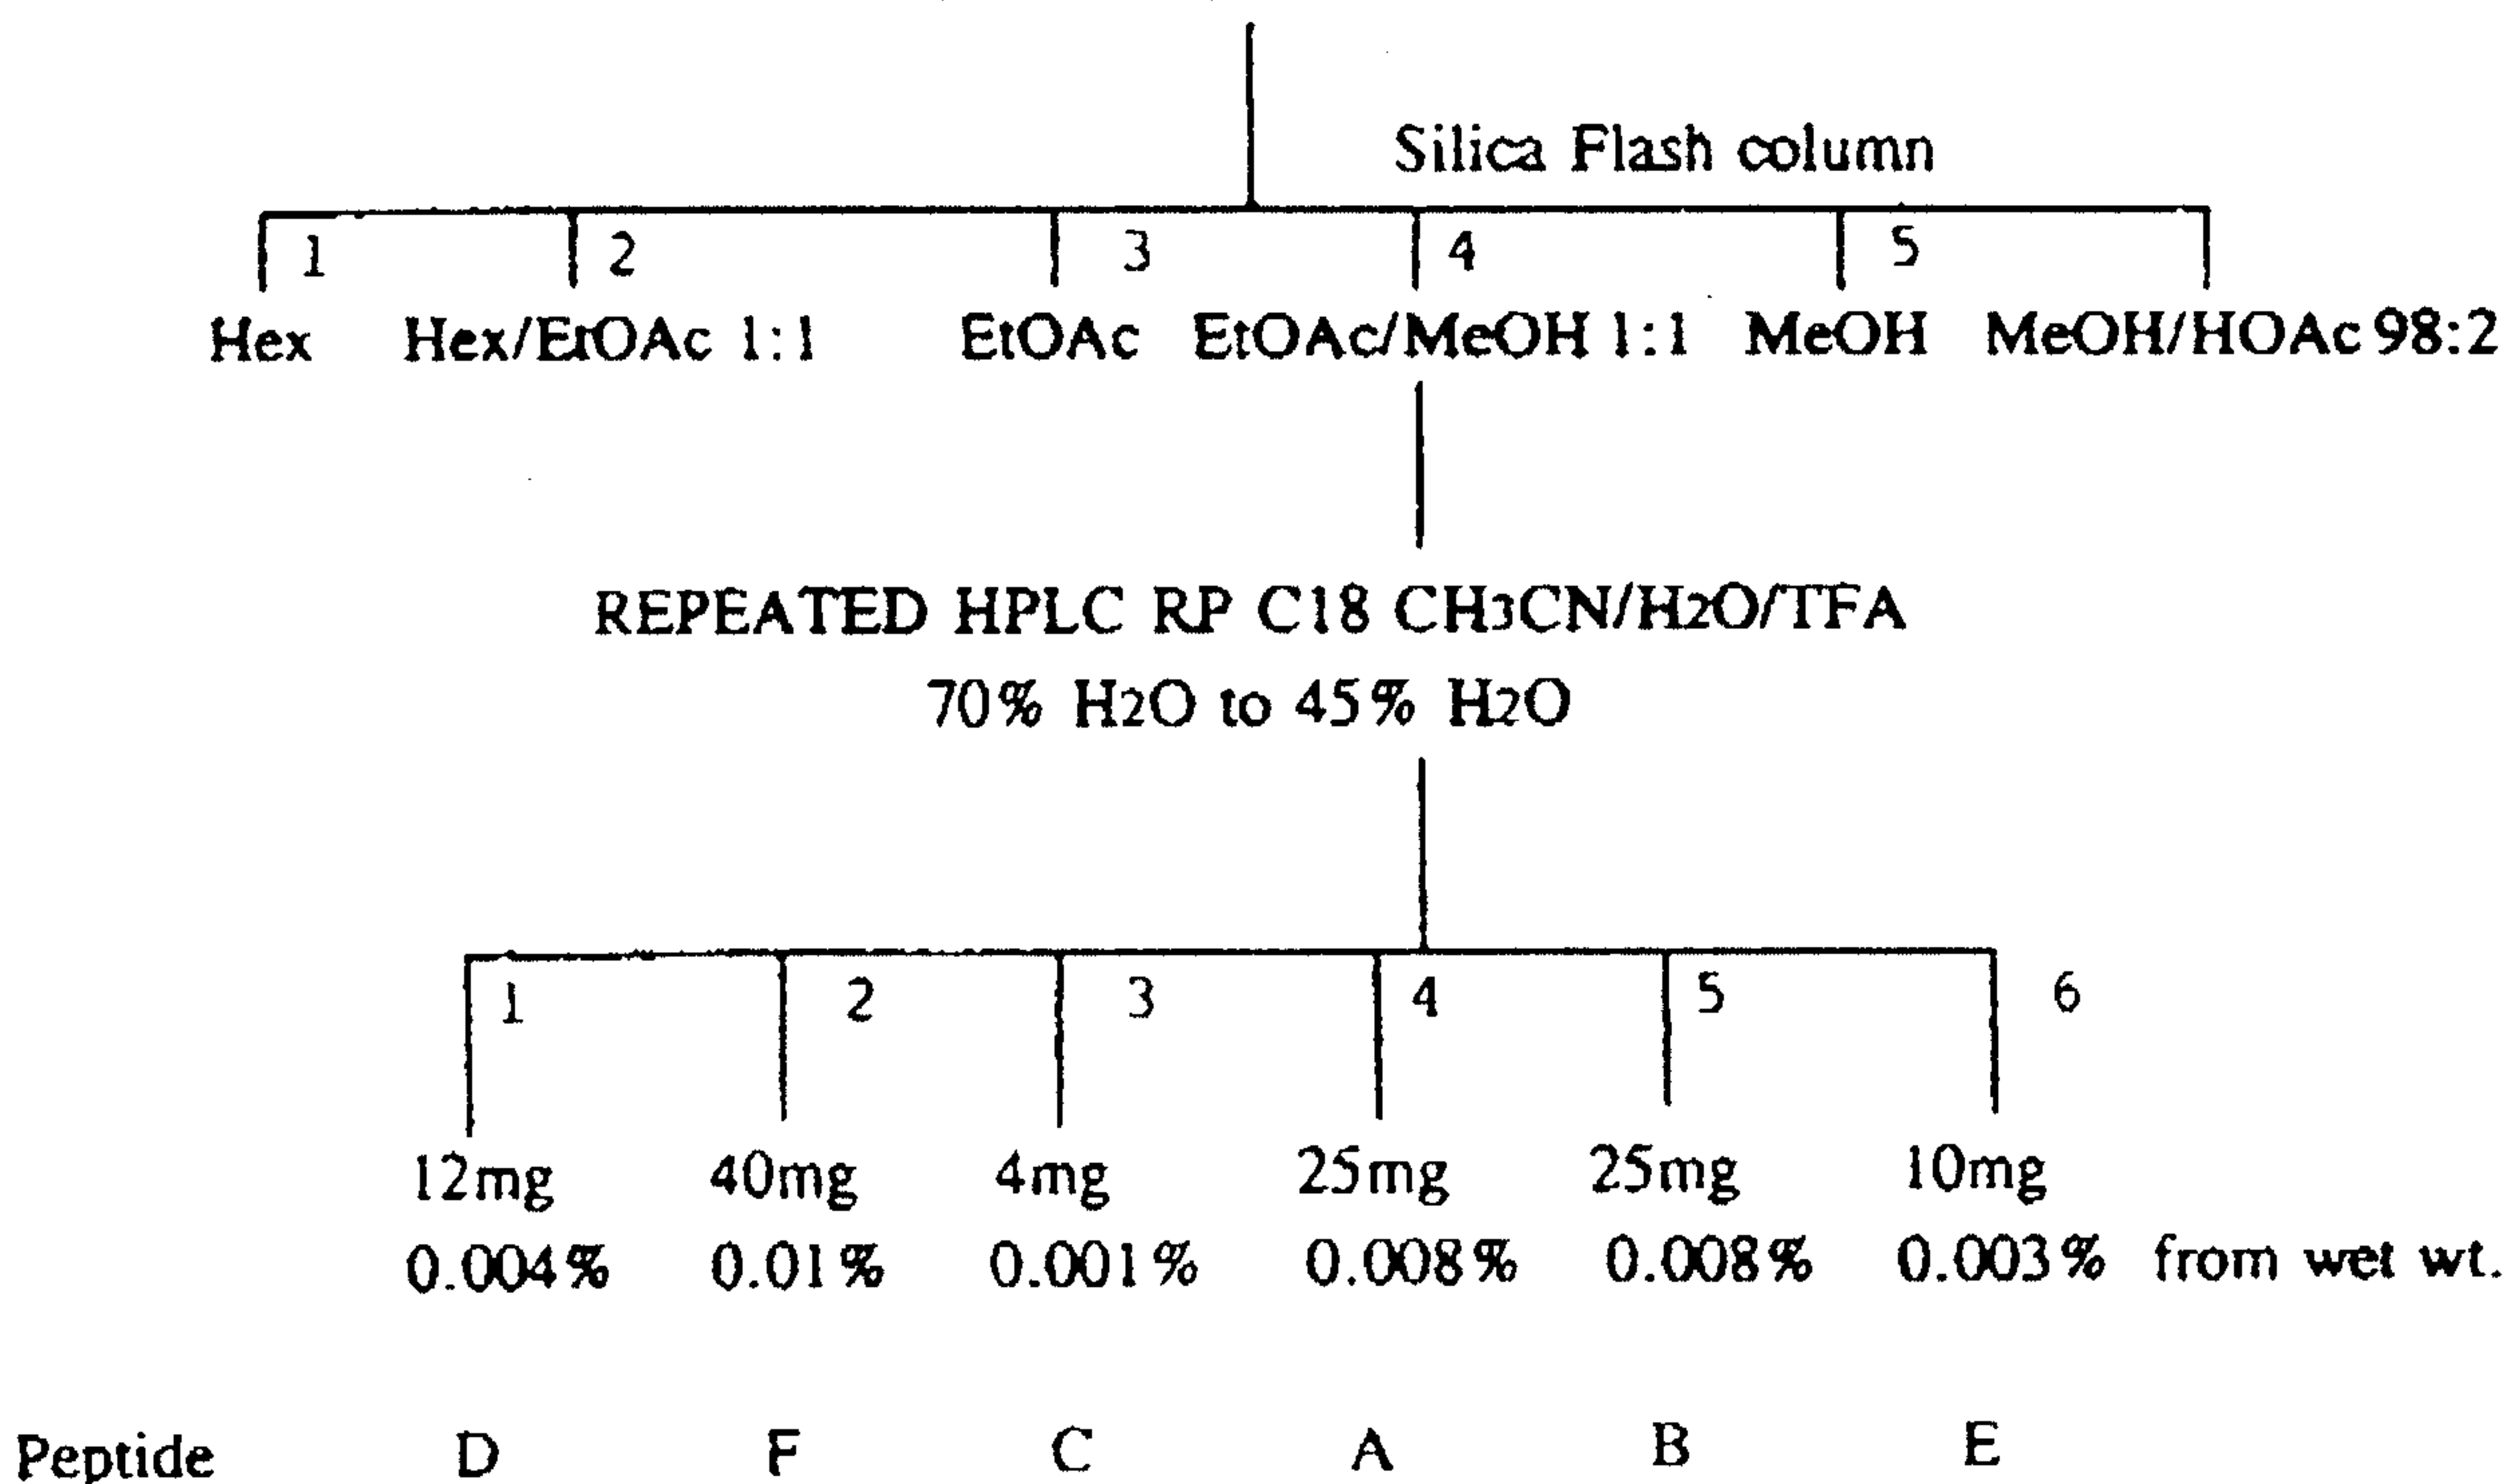 Silica Flash column
1 2 3 4 5
Hex Hex/EtOAc 1:1 EtOAc EtOAc/MeOH 1:1 MeOH MeOH/HOAc 98:2
REPEATED HPLC RP C18 CH3CN/H2O/TFA
70% H2O to 45% H2O
1 2 3 4 5 6
12mg 40mg 4mg 25mg 25mg 10mg
0.004% 0.01% 0.001% 0.008% 0.008% 0.003% from wet wt.
Peptide D F C A B E